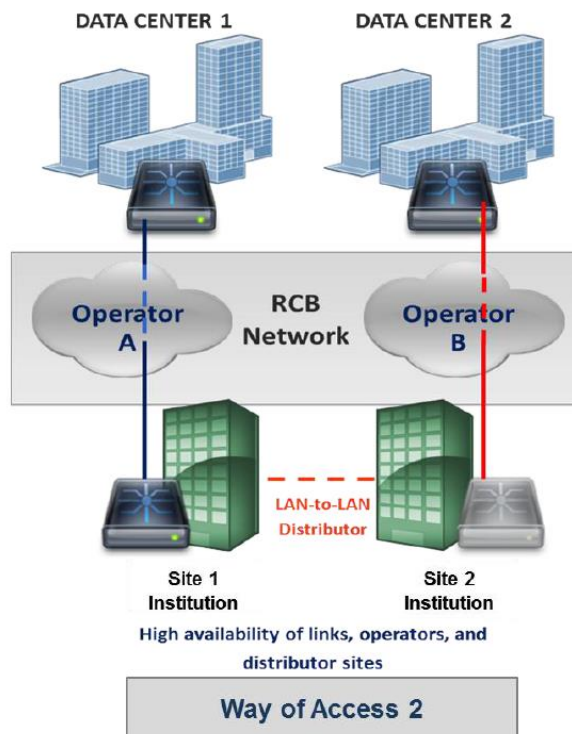 DATA CENTER 1
DATA CENTER 2
Operator
A
RCB
Network
Operator
B
LAN-to-LAN
Distributor
Site 1
Institution
Site 2
Institution
High availability of links, operators, and
distributor sites
Way of Access 2